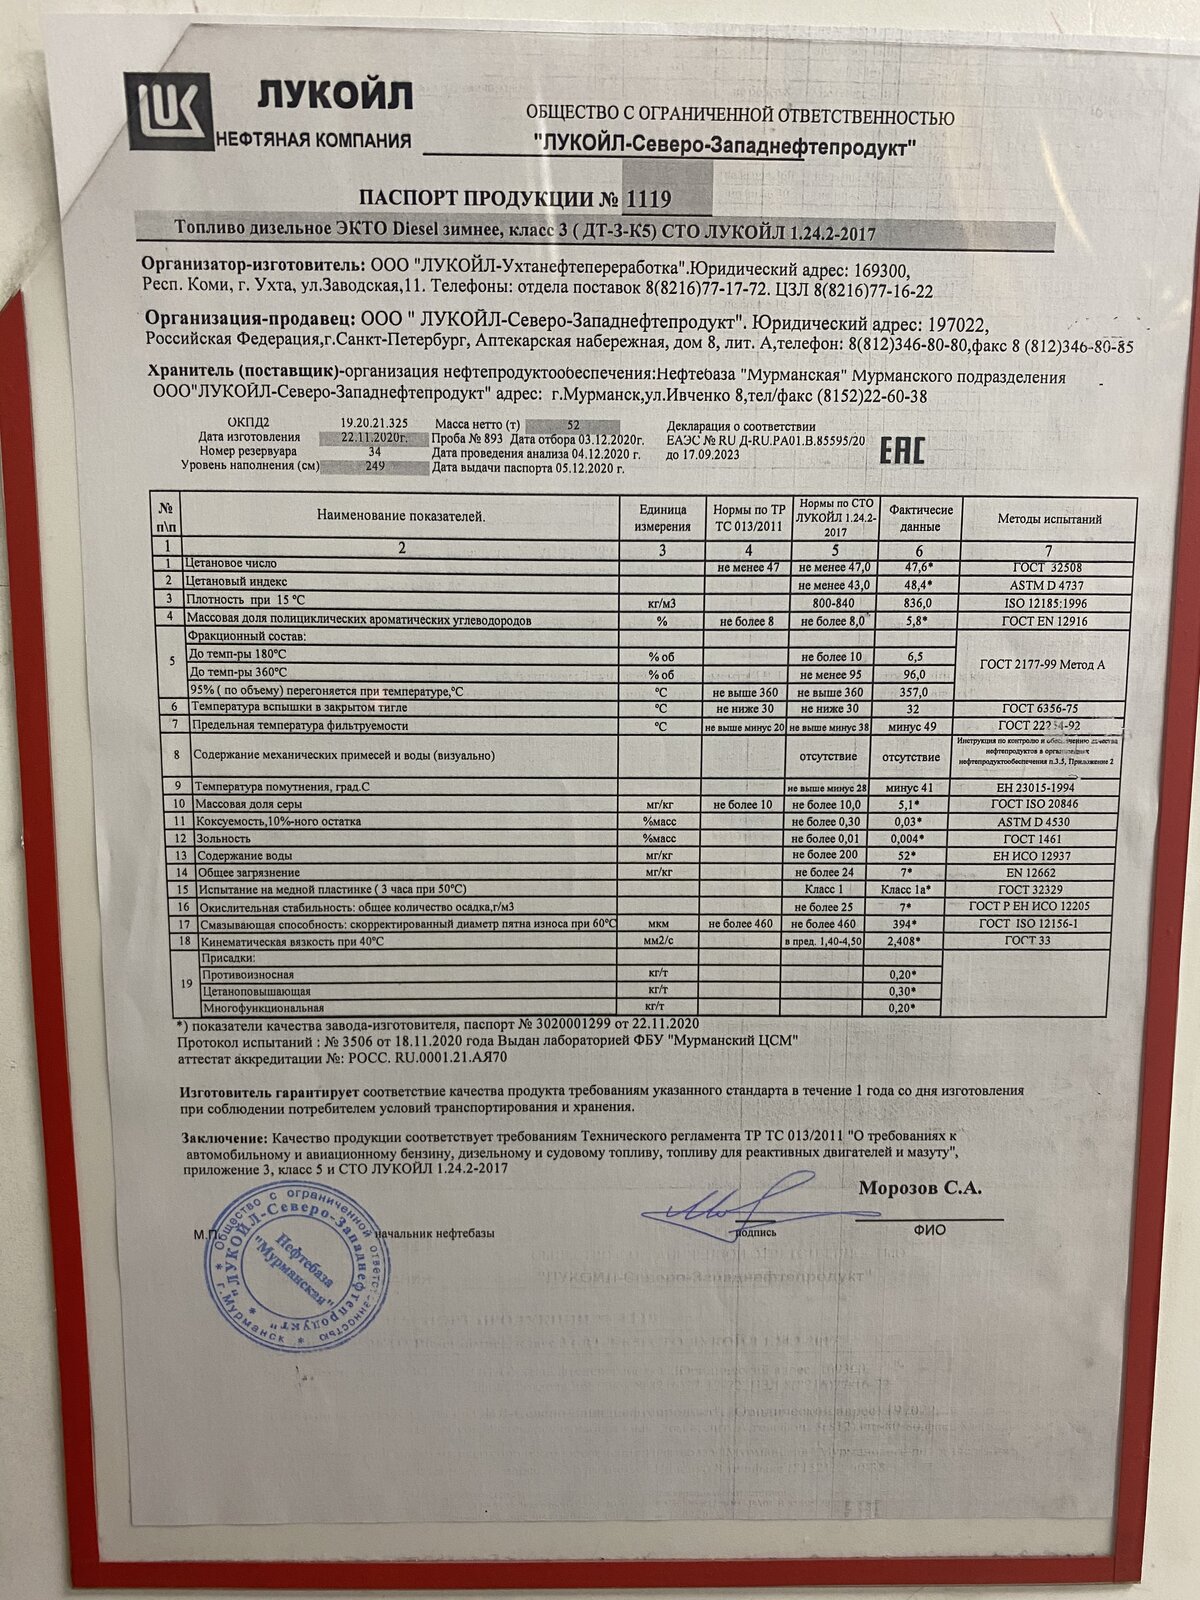 LUK
ЛУКОЙЛ
НЕФТЯНАЯ КОМПАНИЯ
ОБЩЕСТВО С ОГРАНИЧЕННОЙ ОТВЕТСТВЕННОСТЬЮ
"ЛУКОЙЛ-Северо-Западнефтепродукт"
ПАСПОРТ ПРОДУКЦИИ № 1119
Топливо дизельное ЭКТО Diesel зимнее, класс 3 ( ДТ-З-К5) СТО ЛУКОЙЛ 1.24.2-2017
Организатор-изготовитель: ООО "ЛУКОЙЛ-Ухтанефтепереработка".Юридический адрес: 169300,
Респ. Коми, г. Ухта, ул.Заводская,11. Телефоны: отдела поставок 8(8216)77-17-72. ЦЗЛ 8(8216)77-16-22
Организация-продавец: ООО " ЛУКОЙЛ-Северо-Западнефтепродукт". Юридический адрес: 197022,
Российская Федерация,г.Санкт-Петербург, Аптекарская набережная, дом 8, лит. А,телефон: 8(812)346-80-80,факс 8 (812)346-80-85
Хранитель (поставщик)-организация нефтепродуктообеспечения:Нефтебаза "Мурманская" Мурманского подразделения
ООО"ЛУКОЙЛ-Северо-Западнефтепродукт" адрес: г.Мурманск,ул.Ивченко 8,тел/факс (8152)22-60-38
ОКПД2 19.20.21.325 Масса нетто (т) 52 Декларация о соответствии
Дата изготовления 22.11.2020г. Проба № 893 Дата отбора 03.12.2020г. ЕАЭС № RU Д-RU.РА01.В.85595/20
Номер резервуара 34 Дата проведения анализа 04.12.2020 г. до 17.09.2023
Уровень наполнения (см) 249 Дата выдачи паспорта 05.12.2020 г.
ЕАС
№ п\п Наименование показателей. Единица измерения Нормы по ТР ТС 013/2011 Нормы по СТО ЛУКОЙЛ 1.24.2-2017 Фактичесие данные Методы испытаний
1 2 3 4 5 6 7
1 Цетановое число не менее 47 не менее 47,0 47,6* ГОСТ 32508
2 Цетановый индекс не менее 43,0 48,4* ASTM D 4737
3 Плотность при 15 °С кг/м3 800-840 836,0 ISO 12185:1996
4 Массовая доля полициклических ароматических углеводородов % не более 8 не более 8,0 5,8* ГОСТ EN 12916
5 Фракционный состав: ГОСТ 2177-99 Метод А
До темп-ры 180°С % об не более 10 6,5
До темп-ры 360°С % об не менее 95 96,0
95% ( по объему) перегоняется при температуре,°С °С не выше 360 не выше 360 357,0
6 Температура вспышки в закрытом тигле °С не ниже 30 не ниже 30 32 ГОСТ 6356-75
7 Предельная температура фильтруемости °С не выше минус 20 не выше минус 38 минус 49 ГОСТ 22254-92
8 Содержание механических примесей и воды (визуально) отсутствие отсутствие Инструкция по контролю и обеспечению качества нефтепродуктов в организациях нефтепродуктообеспечения п.3.5, Приложение 2
9 Температура помутнения, град.С не выше минус 28 минус 41 ЕН 23015-1994
10 Массовая доля серы мг/кг не более 10 не более 10,0 5,1* ГОСТ ISO 20846
11 Коксуемость,10%-ного остатка %масс не более 0,30 0,03* ASTM D 4530
12 Зольность %масс не более 0,01 0,004* ГОСТ 1461
13 Содержание воды мг/кг не более 200 52* ЕН ИСО 12937
14 Общее загрязнение мг/кг не более 24 7* EN 12662
15 Испытание на медной пластинке ( 3 часа при 50°С) Класс 1 Класс 1а* ГОСТ 32329
16 Окислительная стабильность: общее количество осадка,г/м3 не более 25 7* ГОСТ Р ЕН ИСО 12205
17 Смазывающая способность: скорректированный диаметр пятна износа при 60°С мкм не более 460 не более 460 394* ГОСТ ISO 12156-1
18 Кинематическая вязкость при 40°С мм2/с в пред. 1,40-4,50 2,408* ГОСТ 33
19 Присадки:
Противоизносная кг/т 0,20*
Цетаноповышающая кг/т 0,30*
Многофункциональная кг/т 0,20*
*) показатели качества завода-изготовителя, паспорт № 3020001299 от 22.11.2020
Протокол испытаний : № 3506 от 18.11.2020 года Выдан лабораторией ФБУ "Мурманский ЦСМ"
аттестат аккредитации №: РОСС. RU.0001.21.АЯ70
Изготовитель гарантирует соответствие качества продукта требованиям указанного стандарта в течение 1 года со дня изготовления
при соблюдении потребителем условий транспортирования и хранения.
Заключение: Качество продукции соответствует требованиям Технического регламента ТР ТС 013/2011 "О требованиях к
автомобильному и авиационному бензину, дизельному и судовому топливу, топливу для реактивных двигателей и мазуту",
приложение 3, класс 5 и СТО ЛУКОЙЛ 1.24.2-2017
Морозов С.А.
М.П. начальник нефтебазы подпись ФИО
Общество с ограниченной ответственностью * г.Мурманск *
"ЛУКОЙЛ-Северо-Западнефтепродукт" *
Нефтебаза
"Мурманская"